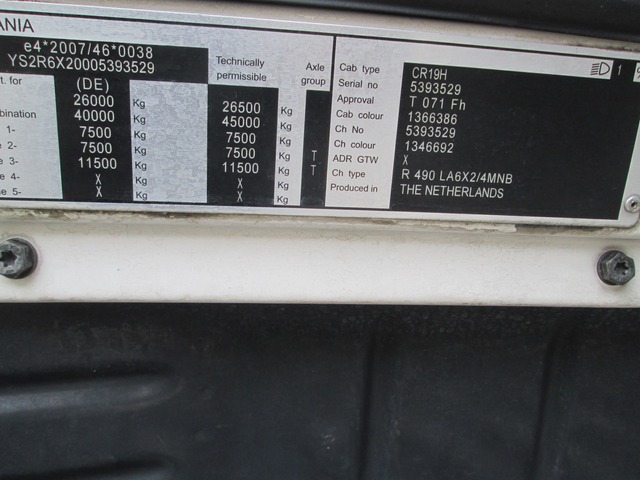 ANIA
e4*2007/46*0038
YS2R6X20005393529
t. for (DE) Technically permissible Axle group
26000 Kg 26500 Kg
mbination 40000 Kg 45000 Kg
1- 7500 Kg 7500 Kg
e 2- 7500 Kg 7500 Kg T
e 3- 11500 Kg 11500 Kg T
e 4- X Kg X Kg
ne 5- X Kg X Kg
Cab type CR19H 1
Serial no 5393529
Approval T 071 Fh
Cab colour 1366386
Ch No 5393529
Ch colour 1346692
ADR GTW X
Ch type R 490 LA6X2/4MNB
Produced in THE NETHERLANDS